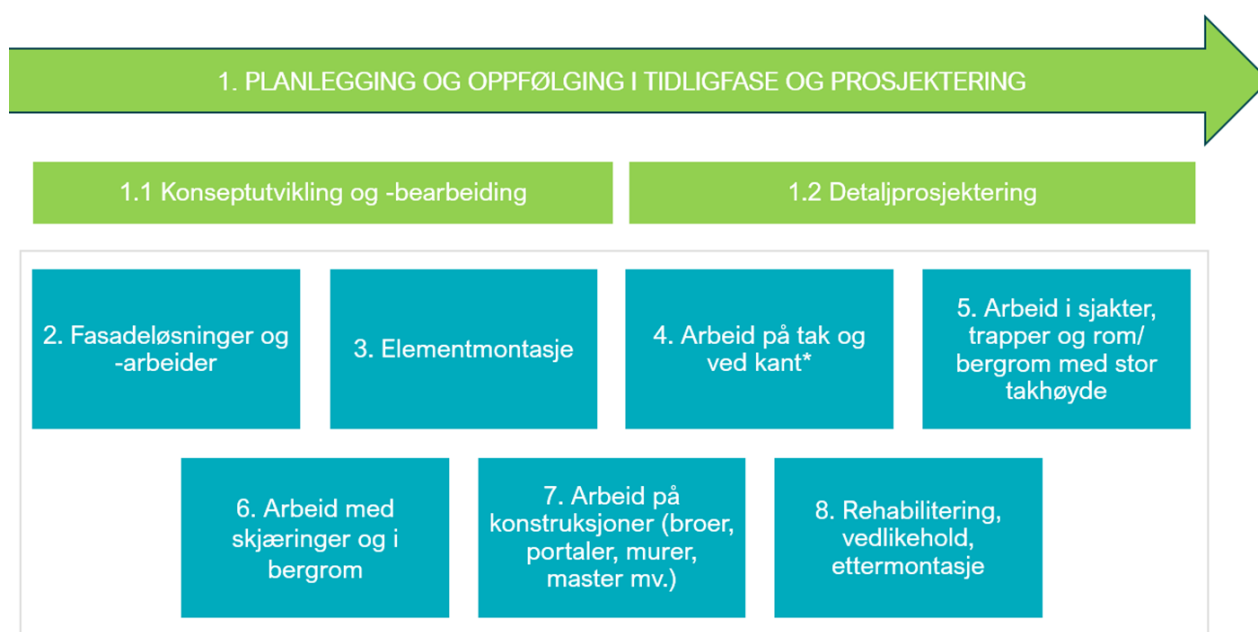 1. PLANLEGGING OG OPPFØLGING I TIDLIGFASE OG PROSJEKTERING
1.1 Konseptutvikling og -bearbeiding
1.2 Detaljprosjektering
2. Fasadeløsninger og
-arbeider
3. Elementmontasje
4. Arbeid på tak og
ved kant*
5. Arbeid i sjakter,
trapper og rom/
bergrom med stor
takhøyde
6. Arbeid med
skjæringer og i
bergrom
7. Arbeid på
konstruksjoner (broer,
portaler, murer,
master mv.)
8. Rehabilitering,
vedlikehold,
ettermontasje